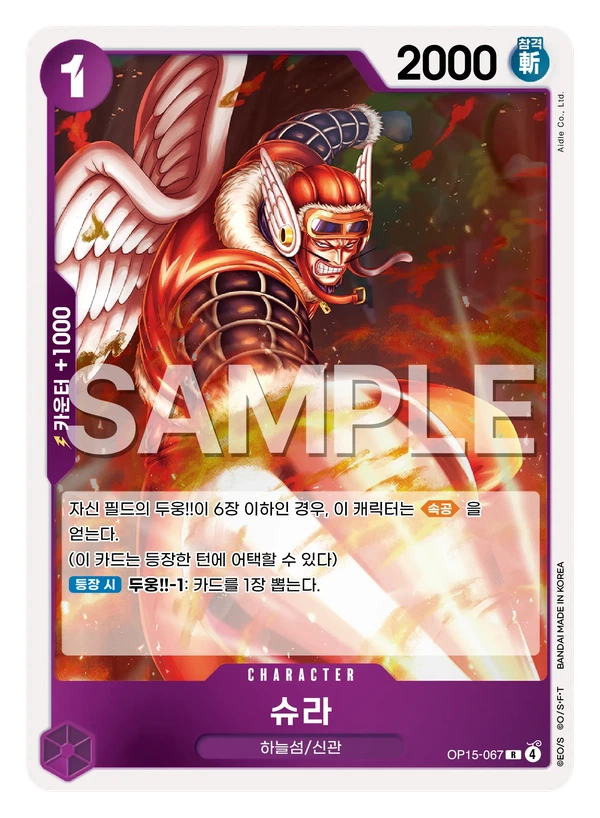 1
2000
참격
斬
Aidle Co., Ltd.
카운터 +1000
SAMPLE
자신 필드의 두웅!!이 6장 이하인 경우, 이 캐릭터는 속공 을
얻는다.
(이 카드는 등장한 턴에 어택할 수 있다)
등장 시 두웅!!-1: 카드를 1장 뽑는다.
CHARACTER
슈라
하늘섬/신관
OP15-067 R 4
©EO/S ©O/S·F·T BANDAI MADE IN KOREA